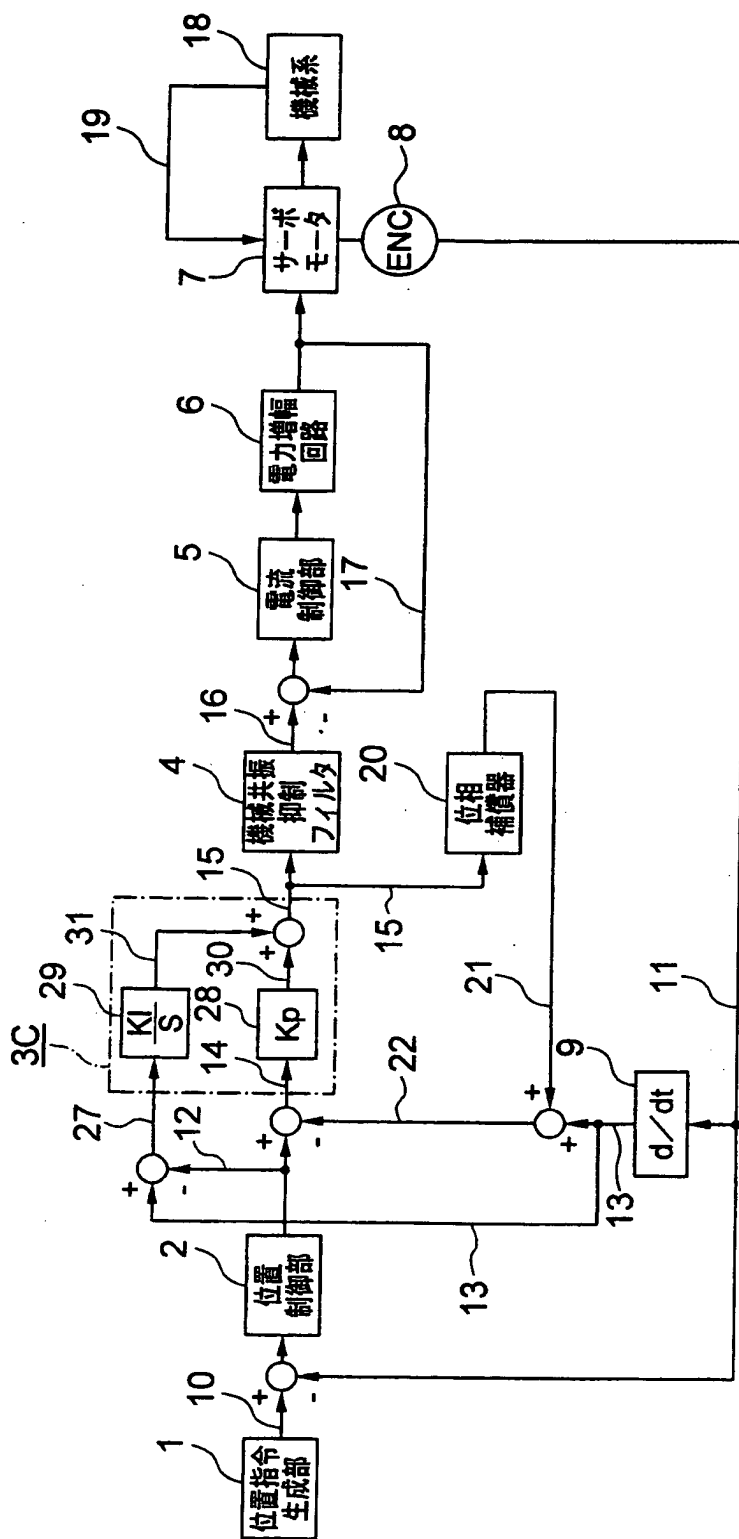 1
位置指令
生成部
10
+
-
2
位置
制御部
12
13
+
-
27
3C
29
KI
S
31
+
-
14
28
Kp
30
+
+
15
4
機械共振
抑制
フィルタ
16
+
-
5
電流
制御部
6
電力増幅
回路
17
7
サーボ
モータ
19
18
機械系
8
ENC
15
20
位相
補償器
21
22
+
+
13
9
d/dt
11